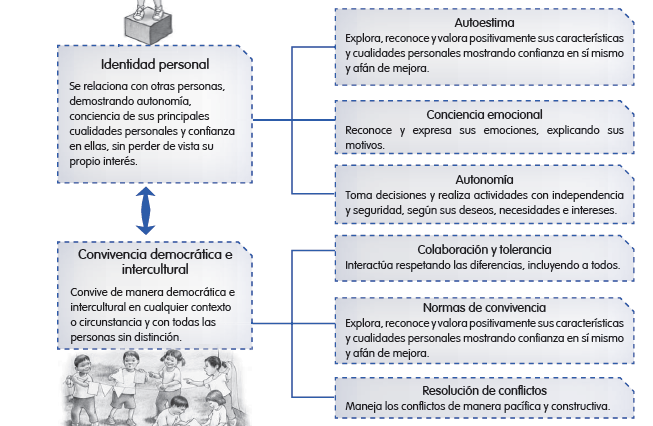 Identidad personal
Se relaciona con otras personas,
demostrando autonomía,
conciencia de sus principales
cualidades personales y confianza
en ellas, sin perder de vista su
propio interés.
Convivencia democrática e
intercultural
Convive de manera democrática e
intercultural en cualquier contexto
o circunstancia y con todas las
personas sin distinción.
Autoestima
Explora, reconoce y valora positivamente sus características
y cualidades personales mostrando confianza en sí mismo
y afán de mejora.
Conciencia emocional
Reconoce y expresa sus emociones, explicando sus
motivos.
Autonomía
Toma decisiones y realiza actividades con independencia
y seguridad, según sus deseos, necesidades e intereses.
Colaboración y tolerancia
Interactúa respetando las diferencias, incluyendo a todos.
Normas de convivencia
Explora, reconoce y valora positivamente sus características
y cualidades personales mostrando confianza en sí mismo
y afán de mejora.
Resolución de conflictos
Maneja los conflictos de manera pacífica y constructiva.